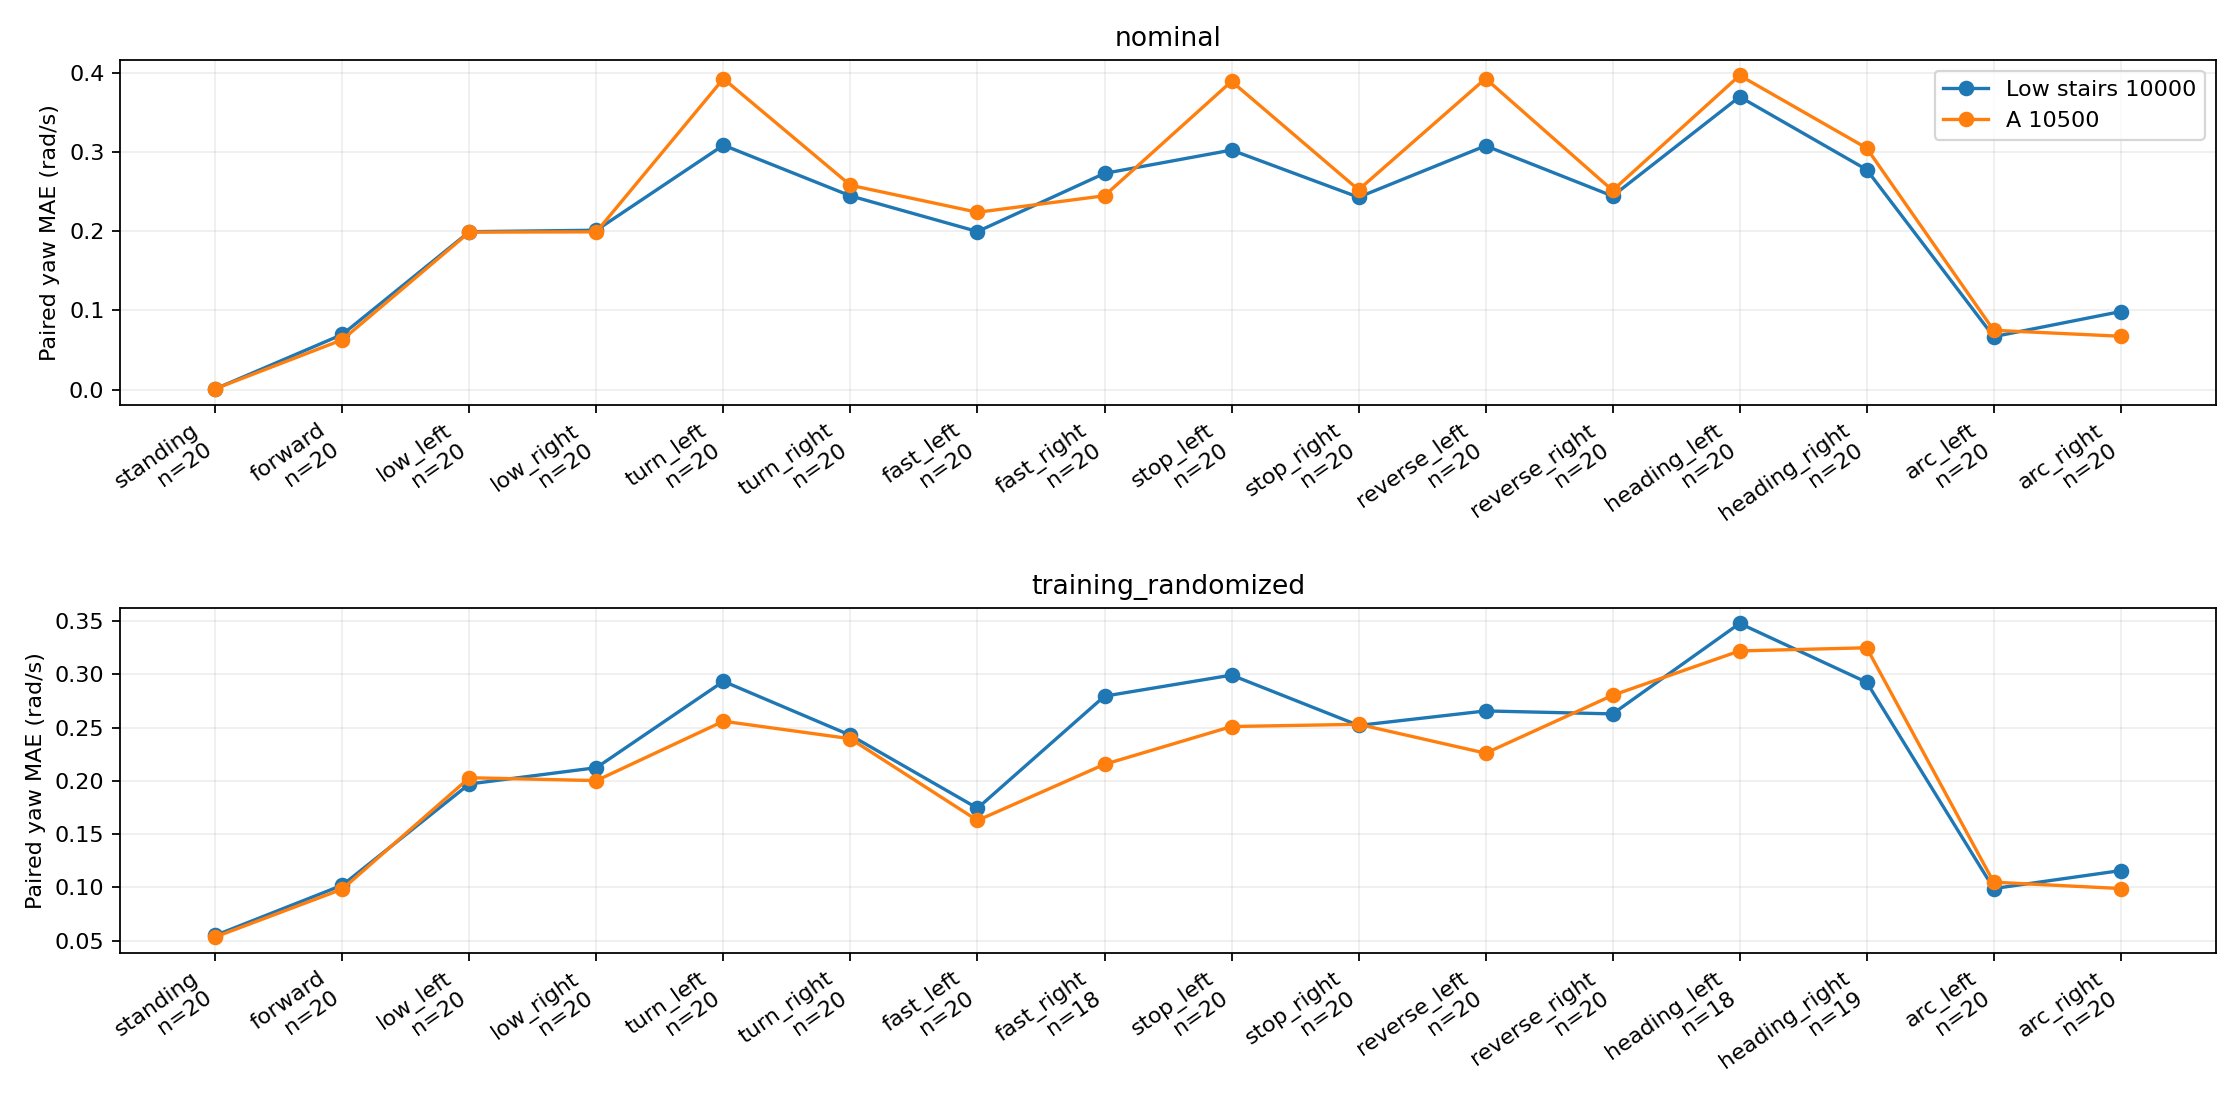 nominal
Paired yaw MAE (rad/s)
0.4
0.3
0.2
0.1
0.0
Low stairs 10000
A 10500
standing
n=20
forward
n=20
low_left
n=20
low_right
n=20
turn_left
n=20
turn_right
n=20
fast_left
n=20
fast_right
n=20
stop_left
n=20
stop_right
n=20
reverse_left
n=20
reverse_right
n=20
heading_left
n=20
heading_right
n=20
arc_left
n=20
arc_right
n=20
training_randomized
Paired yaw MAE (rad/s)
0.35
0.30
0.25
0.20
0.15
0.10
0.05
standing
n=20
forward
n=20
low_left
n=20
low_right
n=20
turn_left
n=20
turn_right
n=20
fast_left
n=20
fast_right
n=18
stop_left
n=20
stop_right
n=20
reverse_left
n=20
reverse_right
n=20
heading_left
n=18
heading_right
n=19
arc_left
n=20
arc_right
n=20